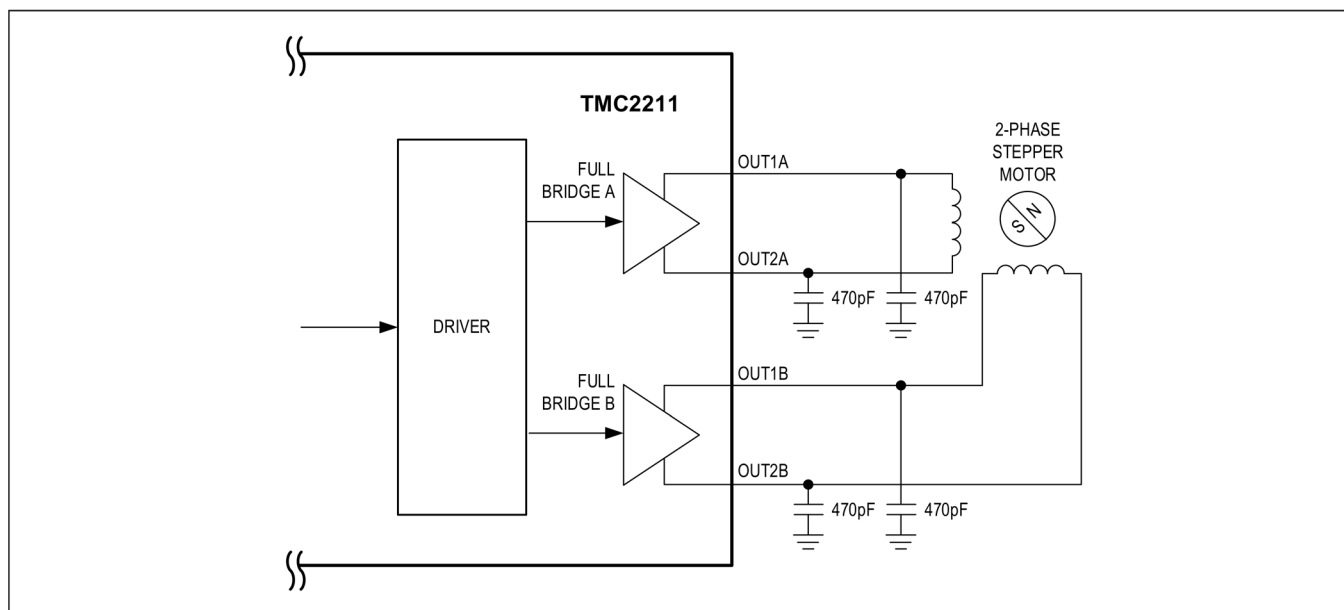 TMC2211
2-PHASE
STEPPER
MOTOR
FULL
BRIDGE A
OUT1A
S N
OUT2A
470pF 470pF
DRIVER
FULL
BRIDGE B
OUT1B
OUT2B
470pF 470pF